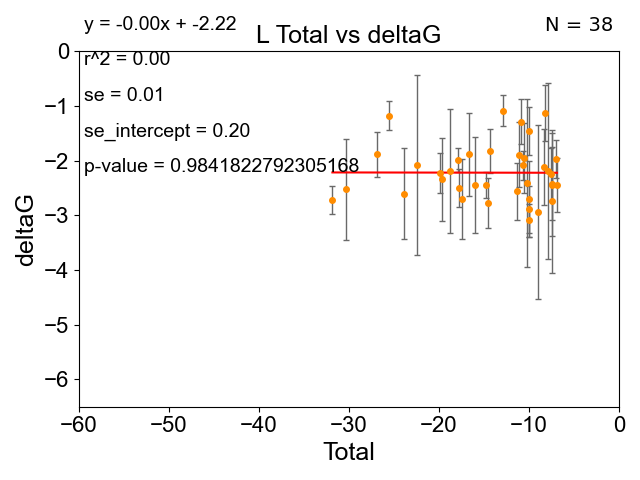 y = -0.00x + -2.22
N = 38
L Total vs deltaG
r^2 = 0.00
se = 0.01
se_intercept = 0.20
p-value = 0.9841822792305168
deltaG
0
−1
−2
−3
−4
−5
−6
−60
−50
−40
−30
−20
−10
0
Total